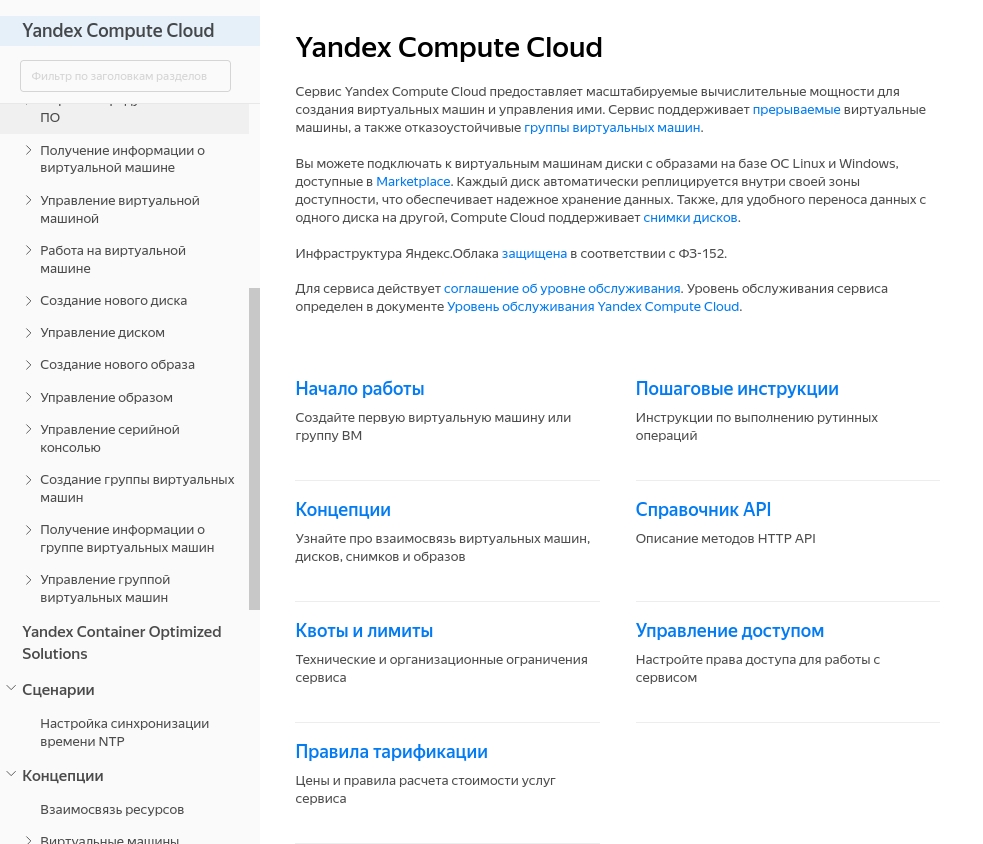 Yandex Compute Cloud
Фильтр по заголовкам разделов
ПО
Получение информации о
виртуальной машине
Управление виртуальной
машиной
Работа на виртуальной
машине
Создание нового диска
Управление диском
Создание нового образа
Управление образом
Управление серийной
консолью
Создание группы виртуальных
машин
Получение информации о
группе виртуальных машин
Управление группой
виртуальных машин
Yandex Container Optimized
Solutions
Сценарии
Настройка синхронизации
времени NTP
Концепции
Взаимосвязь ресурсов
Виртуальные машины
Yandex Compute Cloud
Сервис Yandex Compute Cloud предоставляет масштабируемые вычислительные мощности для
создания виртуальных машин и управления ими. Сервис поддерживает прерываемые виртуальные
машины, а также отказоустойчивые группы виртуальных машин.
Вы можете подключать к виртуальным машинам диски с образами на базе ОС Linux и Windows,
доступные в Marketplace. Каждый диск автоматически реплицируется внутри своей зоны
доступности, что обеспечивает надежное хранение данных. Также, для удобного переноса данных с
одного диска на другой, Compute Cloud поддерживает снимки дисков.
Инфраструктура Яндекс.Облака защищена в соответствии с ФЗ-152.
Для сервиса действует соглашение об уровне обслуживания. Уровень обслуживания сервиса
определен в документе Уровень обслуживания Yandex Compute Cloud.
Начало работы
Создайте первую виртуальную машину или
группу ВМ
Пошаговые инструкции
Инструкции по выполнению рутинных
операций
Концепции
Узнайте про взаимосвязь виртуальных машин,
дисков, снимков и образов
Справочник API
Описание методов HTTP API
Квоты и лимиты
Технические и организационные ограничения
сервиса
Управление доступом
Настройте права доступа для работы с
сервисом
Правила тарификации
Цены и правила расчета стоимости услуг
сервиса